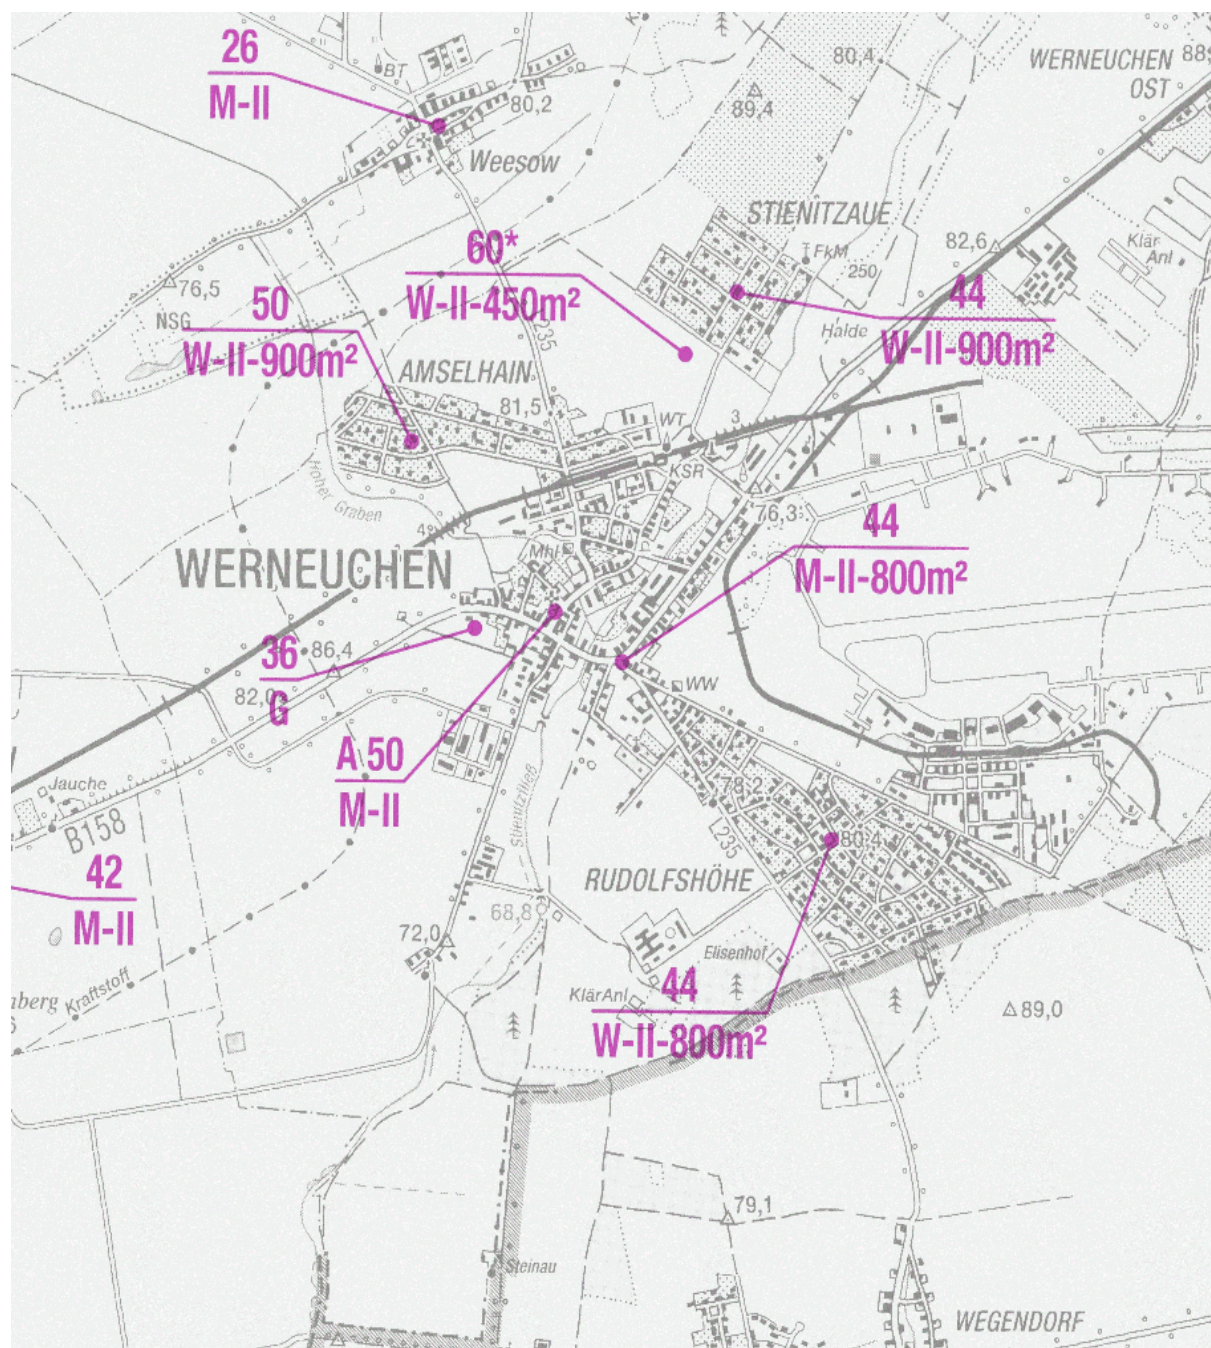 26
M-II
BT
80,2
Weesow
80,4
89,4
WERNEUCHEN
OST
88
STIENITZAUE
82,6
Klär
Anl
FkM
250
76,5
NSG
60*
W-II-450m²
50
W-II-900m²
44
W-II-900m²
Halde
235
AMSELHAIN
81,5
WT
3
KSR
Hoher Graben
4
76,3
44
M-II-800m²
Mhl
WERNEUCHEN
86,4
36
G
82,0
WW
A 50
M-II
Jauche
B158
Stienitzfließ
78,2
80,4
235
42
M-II
RUDOLFSHÖHE
68,8
72,0
Elisenhof
nberg
Kraftstoff
KlärAnl
44
W-II-800m²
89,0
79,1
Steinau
WEGENDORF